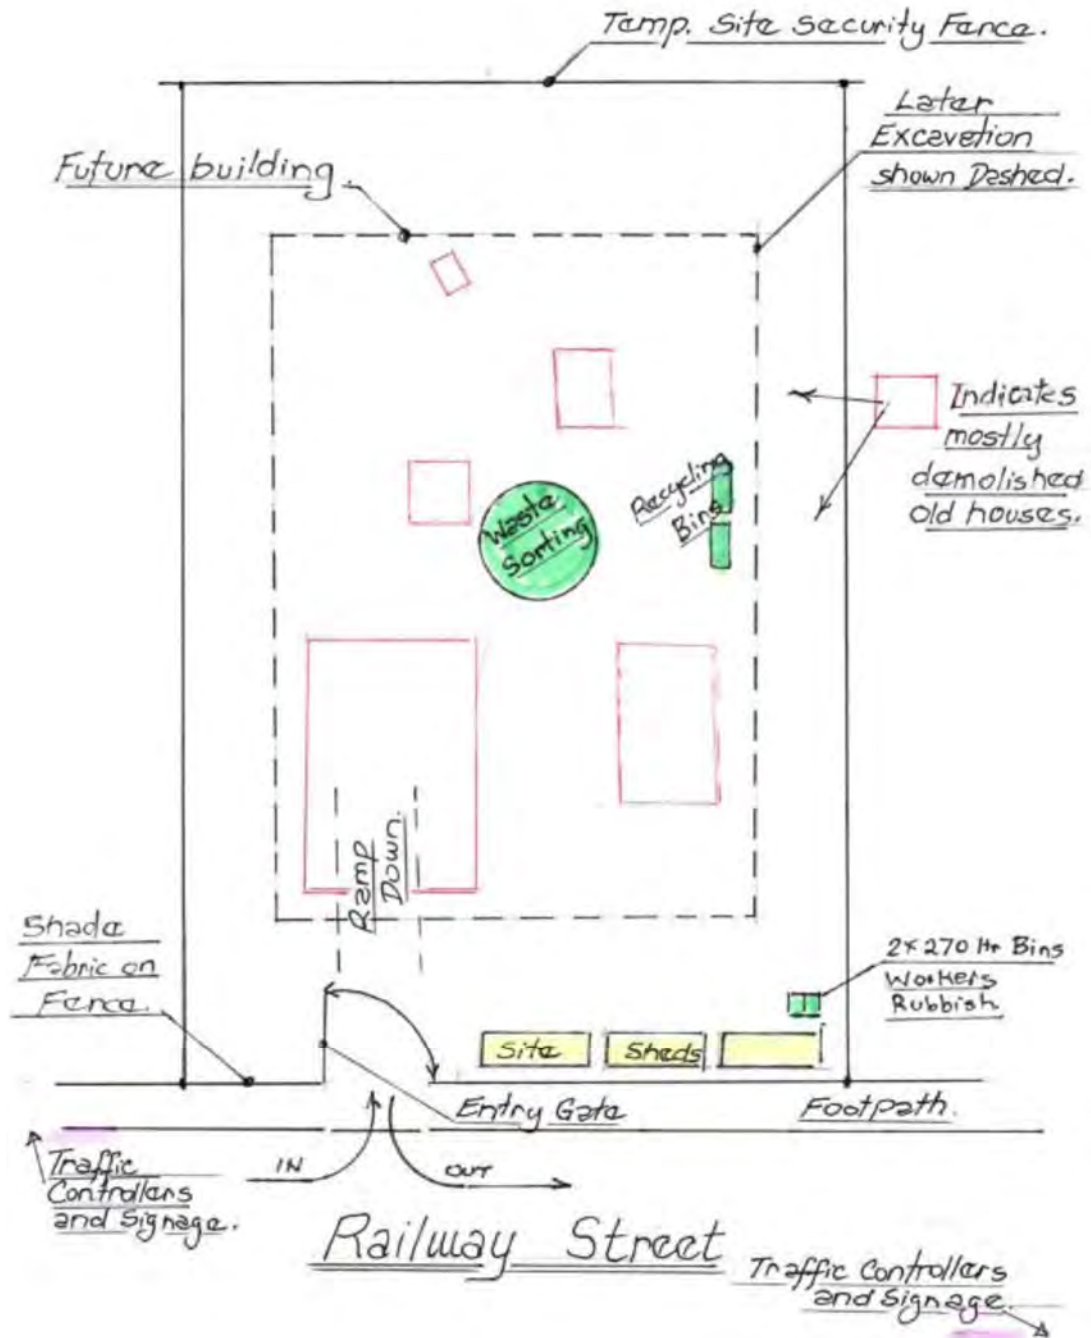 Temp. Site Security Fence.
Later
Excavation
shown Dashed.
Future building.
Indicates
mostly
demolished
Old houses.
Recycling
Bins
Waste
Sorting
Ramp
Down.
Shade
Fabric on
Fence.
2x 270 ltr Bins
Workers
Rubbish
Site
Sheds
Entry Gate
Footpath.
Traffic
Controllers
and Signage.
IN
OUT
Railway Street
Traffic Controllers
and Signage.